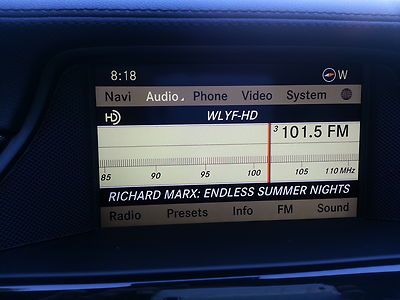 8:18 W
Navi Audio Phone Video System
HD WLYF-HD
3 101.5 FM
85 90 95 100 105 110 MHz
RICHARD MARX: ENDLESS SUMMER NIGHTS
Radio Presets Info FM Sound